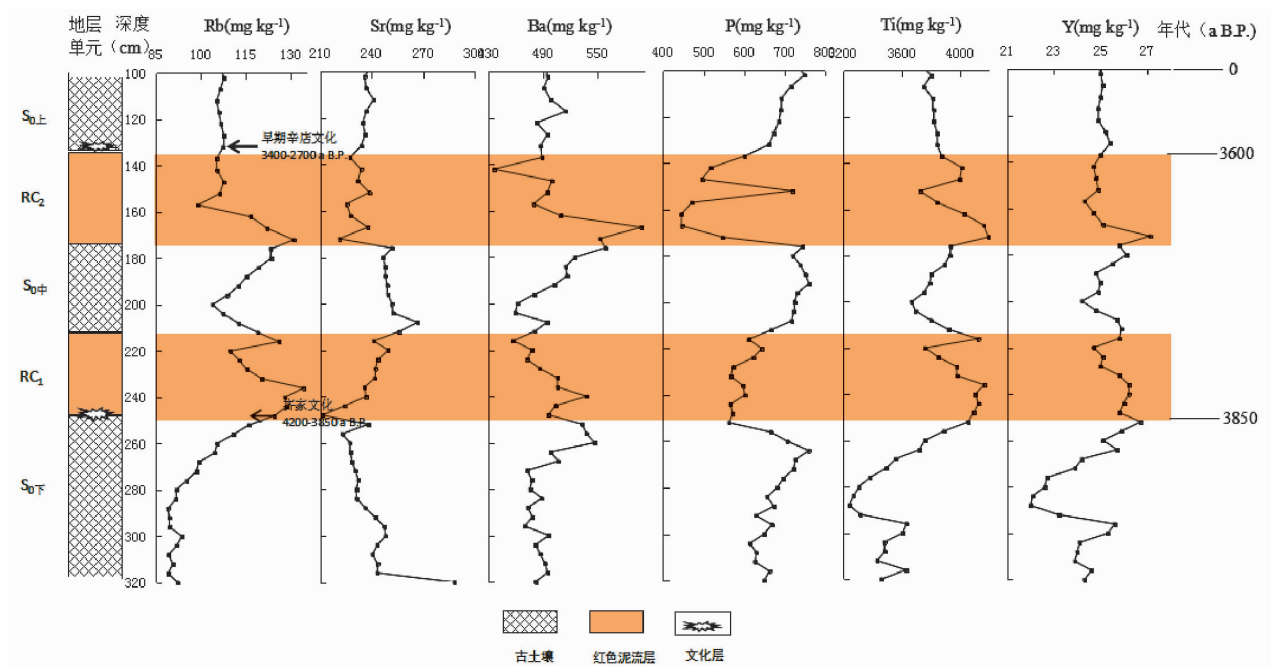 地层 深度 Rb(mg kg-1) Sr(mg kg-1) Ba(mg kg-1) P(mg kg-1) Ti(mg kg-1) Y(mg kg-1) 年代（a B.P.）
单元（cm）85 100 115 130 210 240 270 430 490 550 400 500 600 700 800 3200 3600 4000 21 23 25 27
100
0
S0上
120
早期辛店文化
3400-2700 a B.P.
3600
140
RC2
160
180
S0中
200
220
RC1
240
齐家文化
4200-3850 a B.P.
3850
260
S0下
280
300
320
古土壤 红色泥流层 文化层